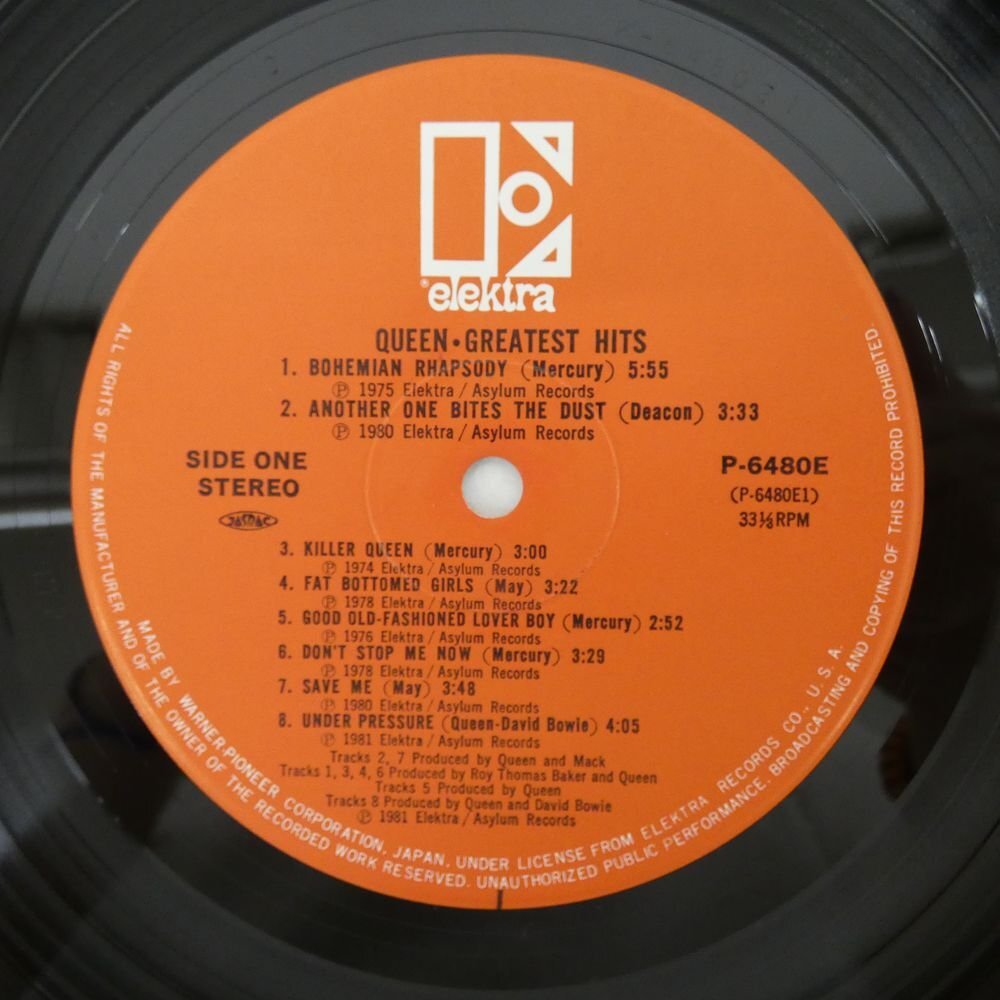 ®elektra
QUEEN•GREATEST HITS
1. BOHEMIAN RHAPSODY (Mercury) 5:55
Ⓟ 1975 Elektra / Asylum Records
2. ANOTHER ONE BITES THE DUST (Deacon) 3:33
Ⓟ 1980 Elektra / Asylum Records
SIDE ONE
STEREO
JASRAC
P-6480E
(P-6480E1)
33⅓RPM
3. KILLER QUEEN (Mercury) 3:00
Ⓟ 1974 Elektra / Asylum Records
4. FAT BOTTOMED GIRLS (May) 3:22
Ⓟ 1978 Elektra / Asylum Records
5. GOOD OLD-FASHIONED LOVER BOY (Mercury) 2:52
Ⓟ 1976 Elektra / Asylum Records
6. DON'T STOP ME NOW (Mercury) 3:29
Ⓟ 1978 Elektra / Asylum Records
7. SAVE ME (May) 3:48
Ⓟ 1980 Elektra / Asylum Records
8. UNDER PRESSURE (Queen-David Bowie) 4:05
Ⓟ 1981 Elektra / Asylum Records
Tracks 2, 7 Produced by Queen and Mack
Tracks 1, 3, 4, 6 Produced by Roy Thomas Baker and Queen
Tracks 5 Produced by Queen
Tracks 8 Produced by Queen and David Bowie
Ⓟ 1981 Elektra / Asylum Records
MADE BY WARNER-PIONEER CORPORATION, JAPAN, UNDER LICENSE FROM ELEKTRA RECORDS CO., U. S. A.
ALL RIGHTS OF THE MANUFACTURER AND OF THE OWNER OF THE RECORDED WORK RESERVED. UNAUTHORIZED PUBLIC PERFORMANCE, BROADCASTING AND COPYING OF THIS RECORD PROHIBITED.